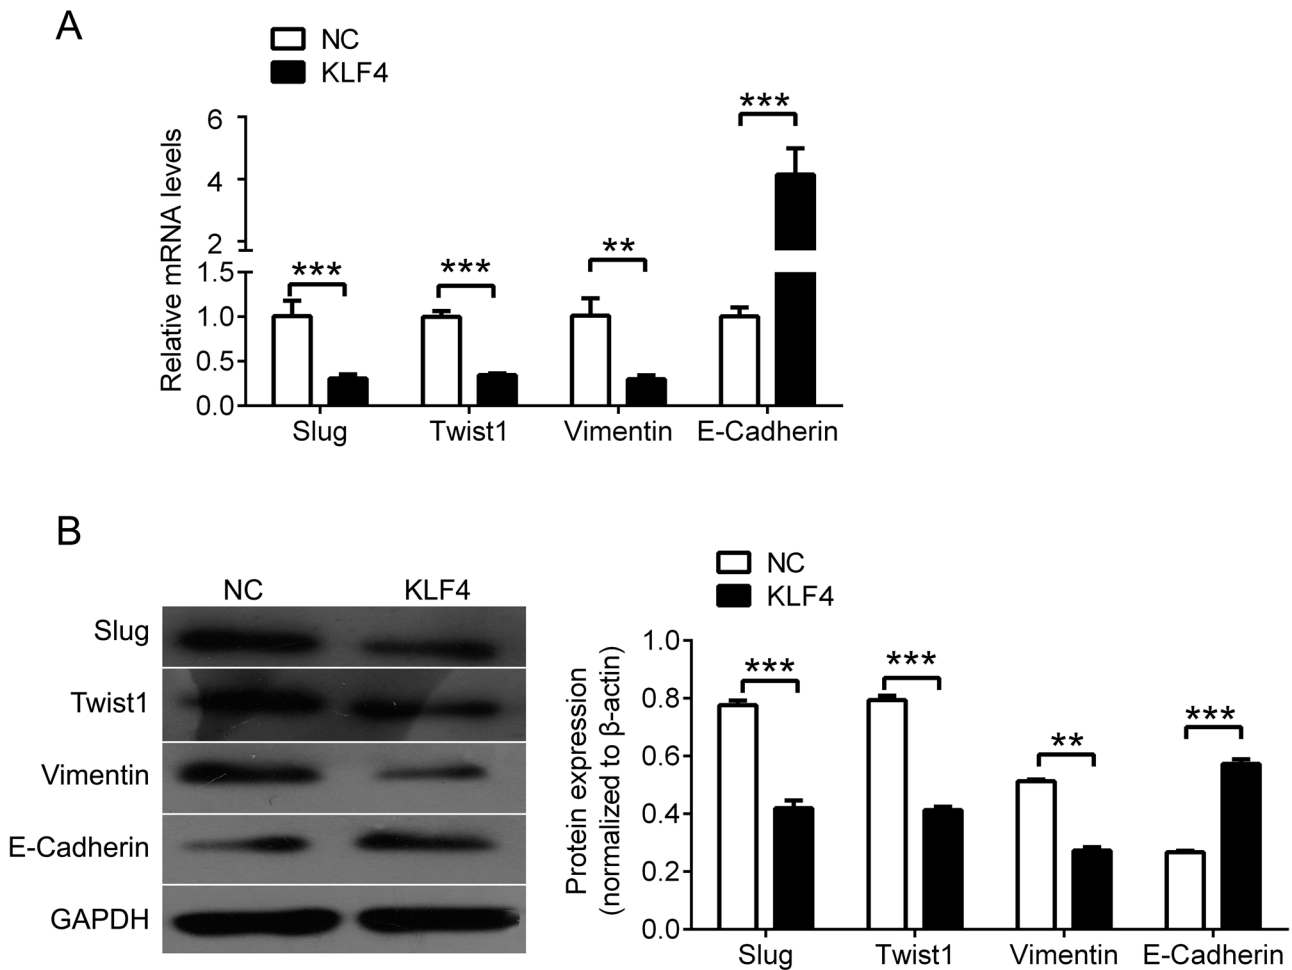 A
NC
KLF4
Relative mRNA levels
6
4
2
1.5
1.0
0.5
0.0
***
***
**
***
Slug Twist1 Vimentin E-Cadherin
B
NC KLF4
Slug
Twist1
Vimentin
E-Cadherin
GAPDH
NC
KLF4
Protein expression
(normalized to β-actin)
1.0
0.8
0.6
0.4
0.2
0.0
***
***
**
***
Slug Twist1 Vimentin E-Cadherin